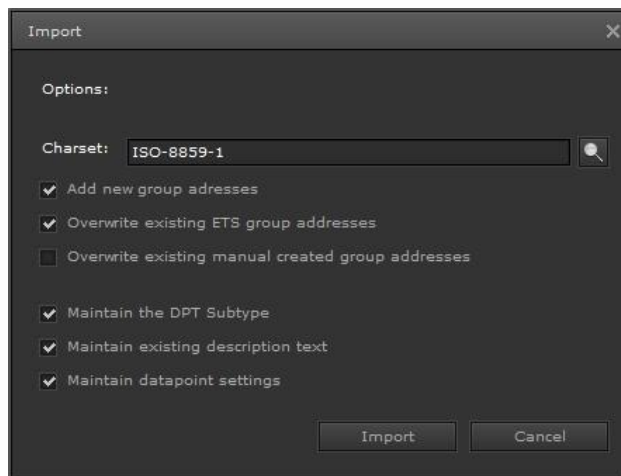 Import
Options:
Charset: ISO-8859-1
Add new group adresses
Overwrite existing ETS group addresses
Overwrite existing manual created group addresses
Maintain the DPT Subtype
Maintain existing description text
Maintain datapoint settings
Import Cancel